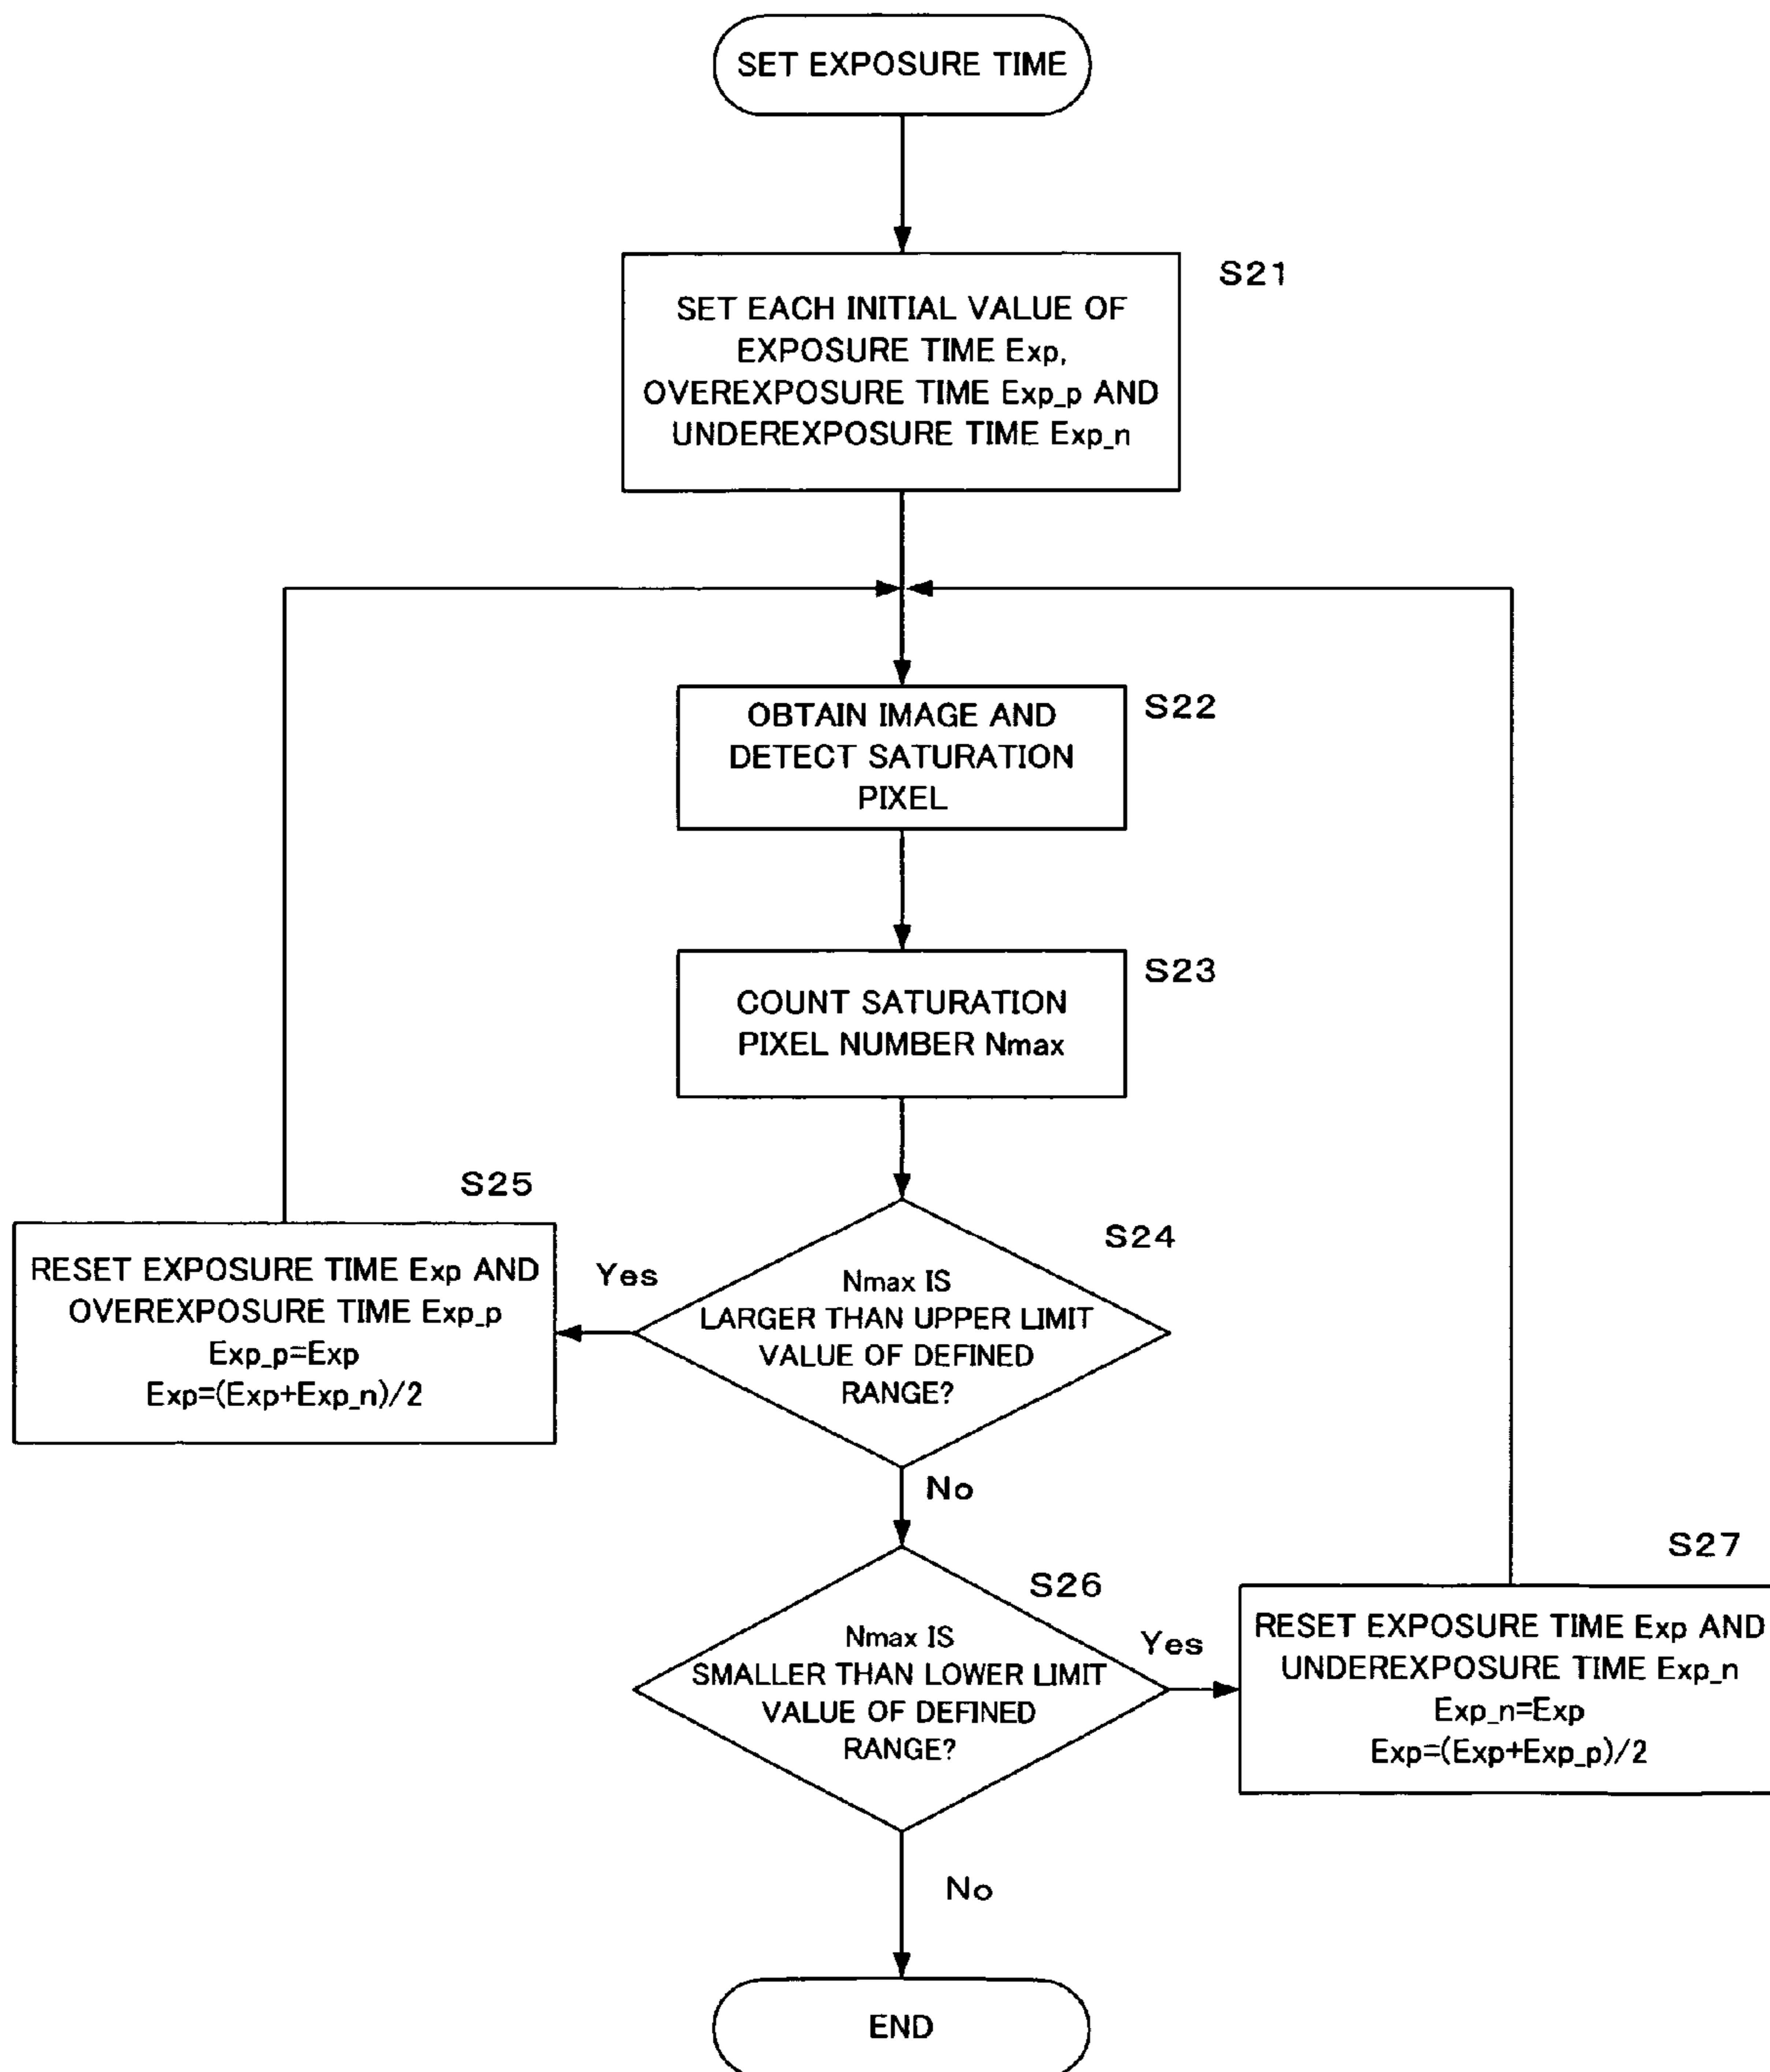 SET EXPOSURE TIME
S21
SET EACH INITIAL VALUE OF
EXPOSURE TIME Exp,
OVEREXPOSURE TIME Exp_p AND
UNDEREXPOSURE TIME Exp_n
S22
OBTAIN IMAGE AND
DETECT SATURATION
PIXEL
S23
COUNT SATURATION
PIXEL NUMBER Nmax
S24
Nmax IS
LARGER THAN UPPER LIMIT
VALUE OF DEFINED
RANGE?
Yes
S25
RESET EXPOSURE TIME Exp AND
OVEREXPOSURE TIME Exp_p
Exp_p=Exp
Exp=(Exp+Exp_n)/2
No
S26
Nmax IS
SMALLER THAN LOWER LIMIT
VALUE OF DEFINED
RANGE?
Yes
S27
RESET EXPOSURE TIME Exp AND
UNDEREXPOSURE TIME Exp_n
Exp_n=Exp
Exp=(Exp+Exp_p)/2
No
END